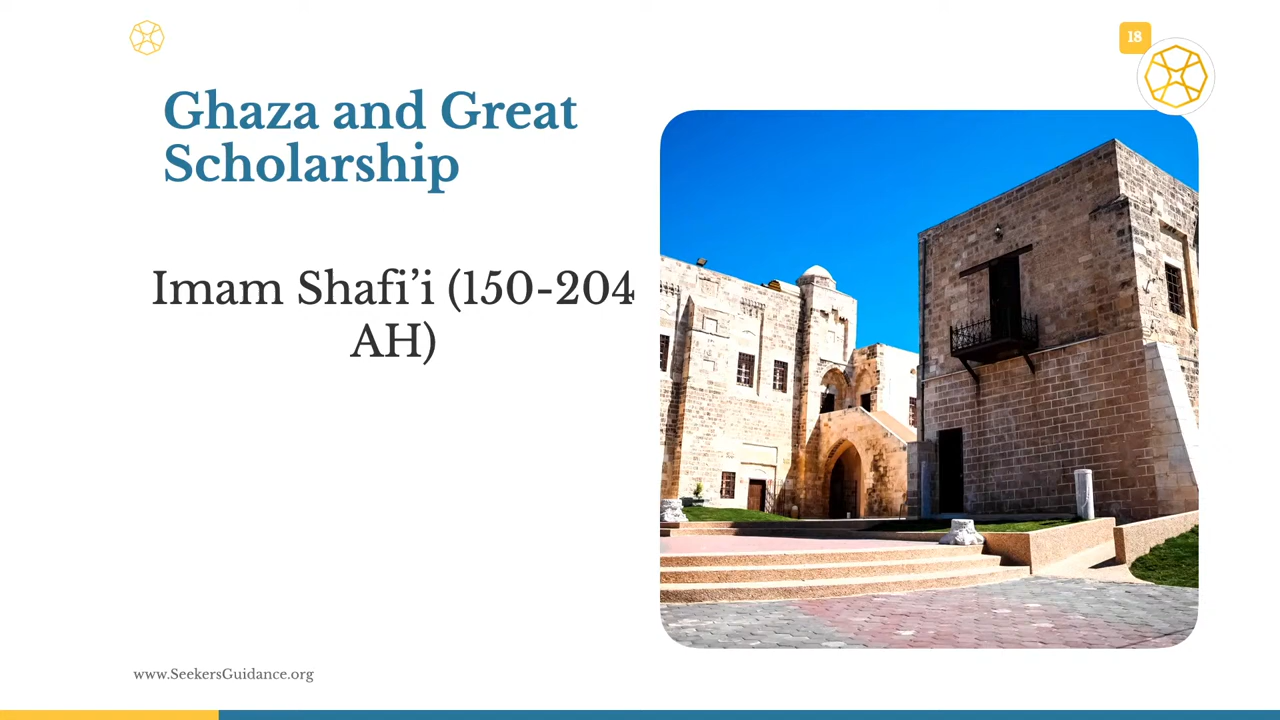 18
Ghaza and Great
Scholarship
Imam Shafi’i (150-204
AH)
www.SeekersGuidance.org